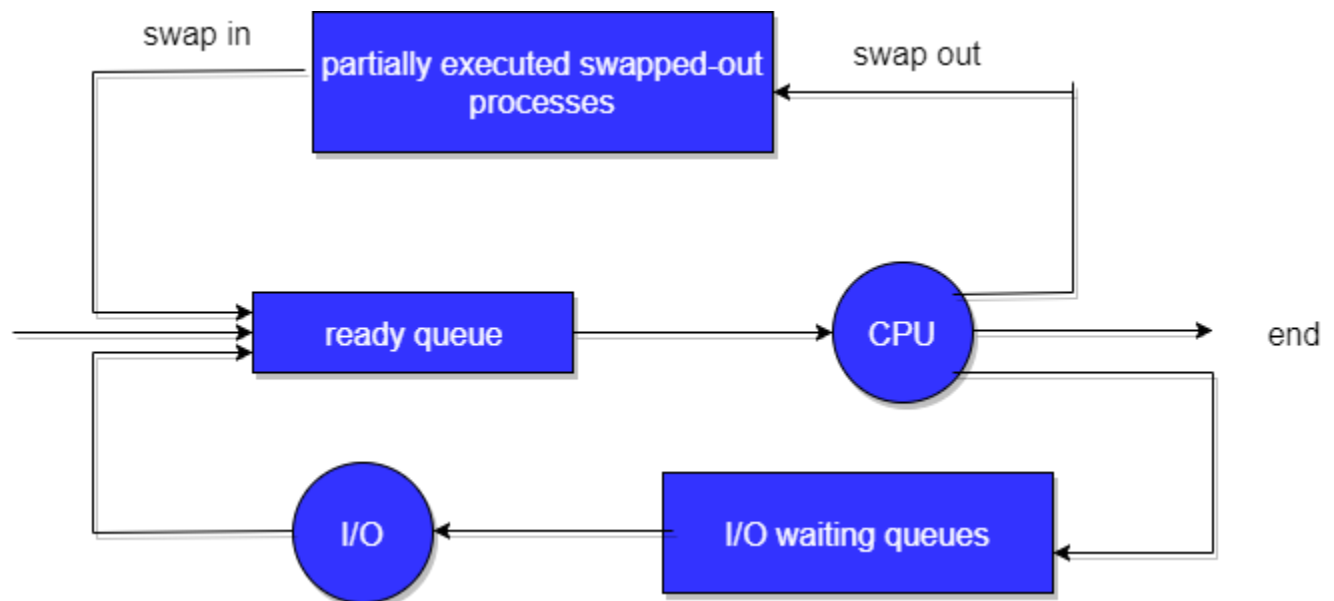 swap in
partially executed swapped-out
processes
swap out
ready queue
CPU
end
I/O
I/O waiting queues